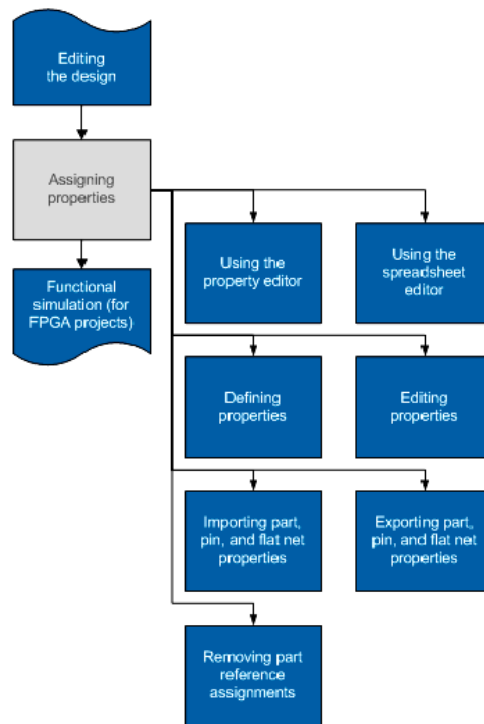 Editing
the design
Assigning
properties
Functional
simulation (for
FPGA projects)
Using the
property editor
Using the
spreadsheet
editor
Defining
properties
Editing
properties
Importing part,
pin, and flat net
properties
Exporting part,
pin, and flat net
properties
Removing part
reference
assignments